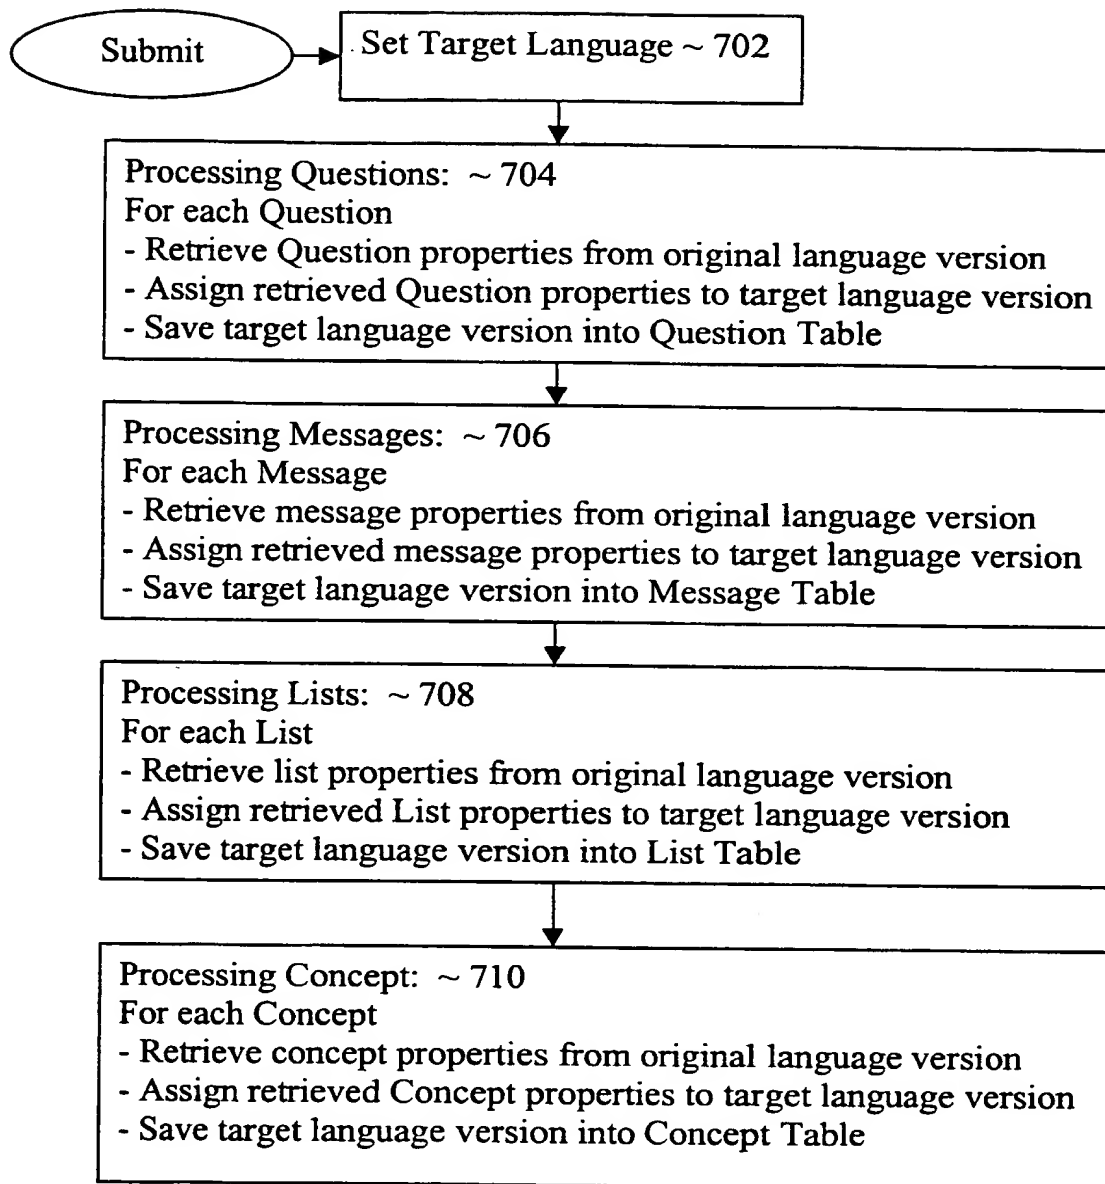 Submit
Set Target Language ~ 702
Processing Questions: ~ 704
For each Question
- Retrieve Question properties from original language version
- Assign retrieved Question properties to target language version
- Save target language version into Question Table
Processing Messages: ~ 706
For each Message
- Retrieve message properties from original language version
- Assign retrieved message properties to target language version
- Save target language version into Message Table
Processing Lists: ~ 708
For each List
- Retrieve list properties from original language version
- Assign retrieved List properties to target language version
- Save target language version into List Table
Processing Concept: ~ 710
For each Concept
- Retrieve concept properties from original language version
- Assign retrieved Concept properties to target language version
- Save target language version into Concept Table